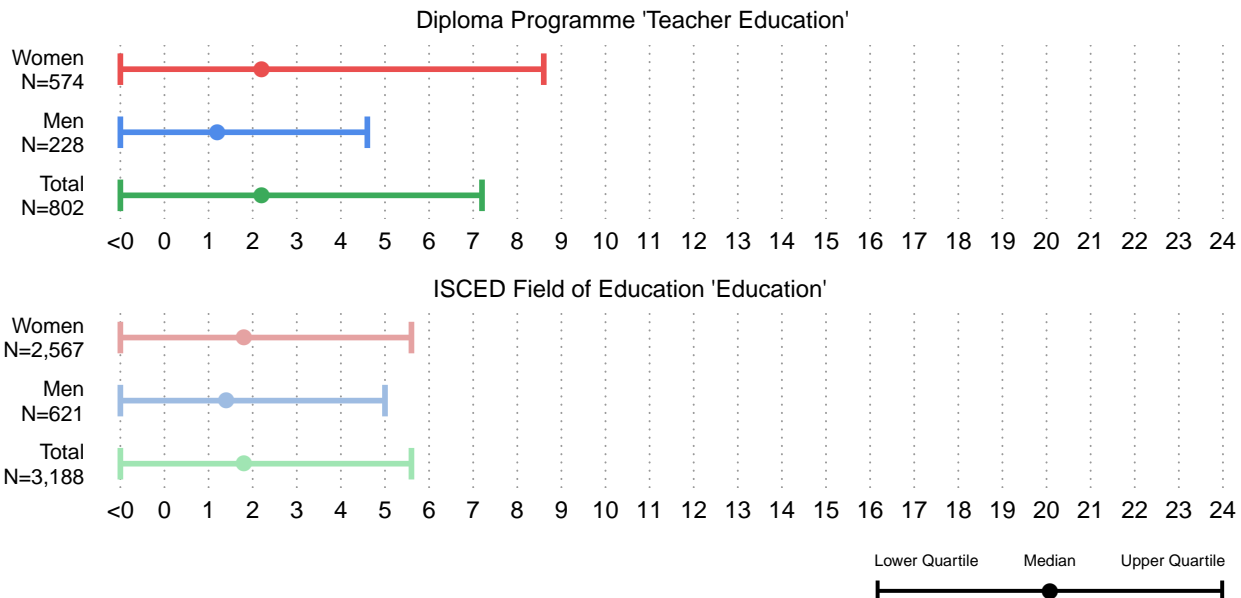 Diploma Programme 'Teacher Education'
Women
N=574
Men
N=228
Total
N=802
<0 0 1 2 3 4 5 6 7 8 9 10 11 12 13 14 15 16 17 18 19 20 21 22 23 24
ISCED Field of Education 'Education'
Women
N=2,567
Men
N=621
Total
N=3,188
<0 0 1 2 3 4 5 6 7 8 9 10 11 12 13 14 15 16 17 18 19 20 21 22 23 24
Lower Quartile Median Upper Quartile